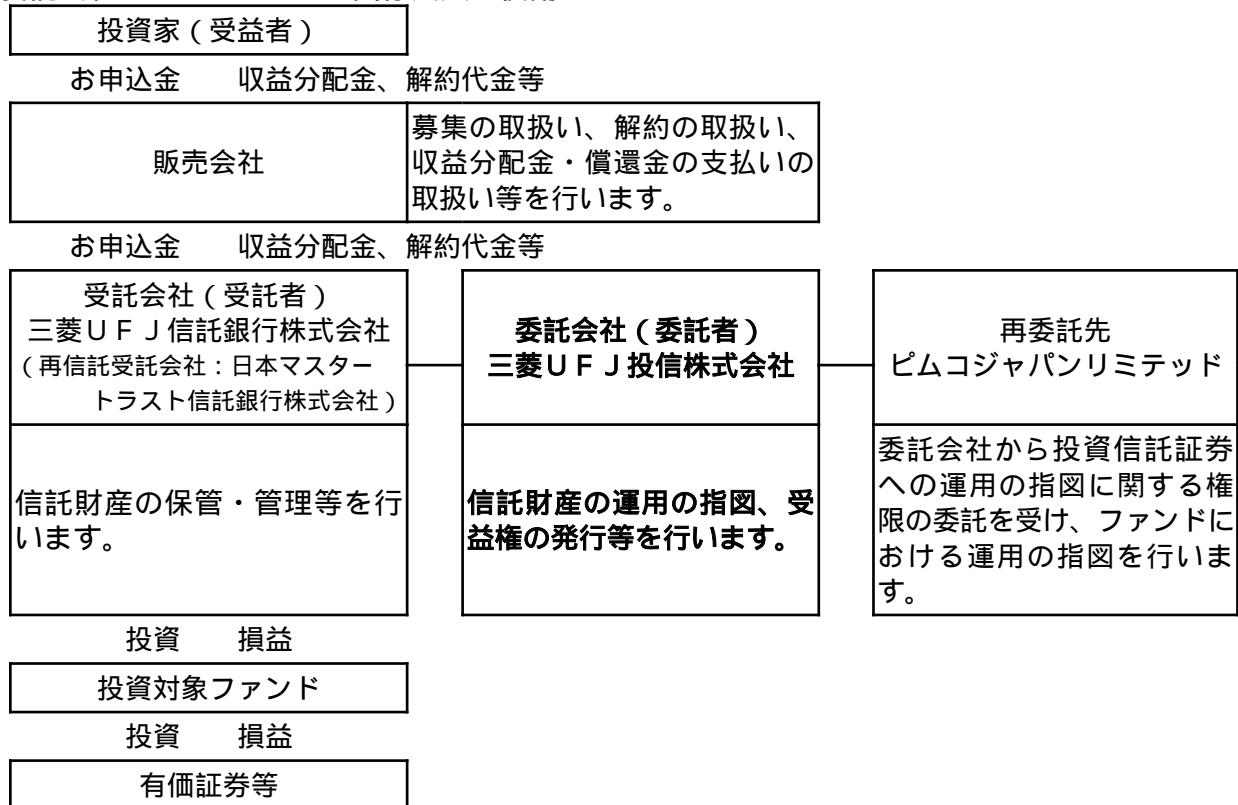 投資家（受益者）
お申込金　収益分配金、解約代金等
販売会社
募集の取扱い、解約の取扱い、
収益分配金・償還金の支払いの
取扱い等を行います。
お申込金　収益分配金、解約代金等
受託会社（受託者）
三菱ＵＦＪ信託銀行株式会社
（再信託受託会社：日本マスター
トラスト信託銀行株式会社）
委託会社（委託者）
三菱ＵＦＪ投信株式会社
再委託先
ピムコジャパンリミテッド
信託財産の保管・管理等を行
います。
信託財産の運用の指図、受
益権の発行等を行います。
委託会社から投資信託証券
への運用の指図に関する権
限の委託を受け、ファンドに
おける運用の指図を行いま
す。
投資　損益
投資対象ファンド
投資　損益
有価証券等